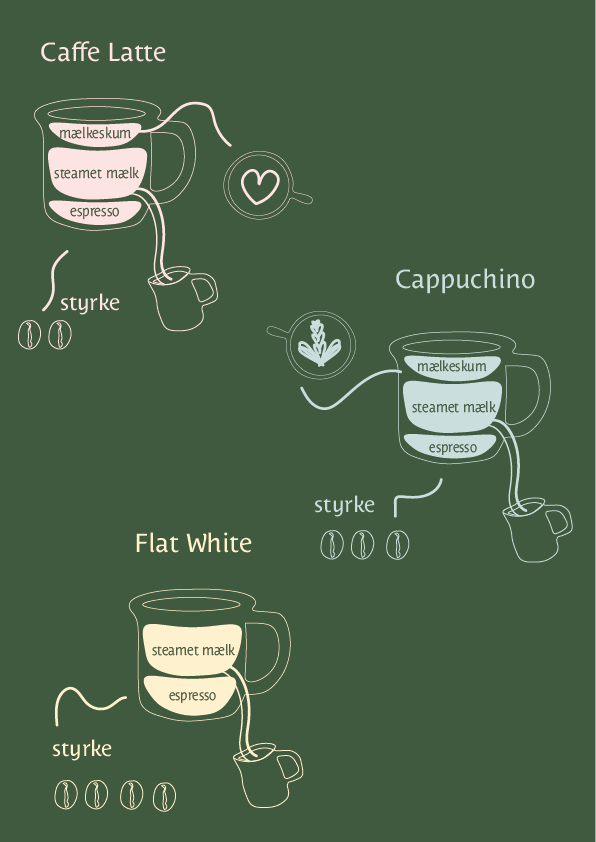 Caffe Latte
mælkeskum
steamet mælk
espresso
styrke
Cappuchino
mælkeskum
steamet mælk
espresso
styrke
Flat White
steamet mælk
espresso
styrke